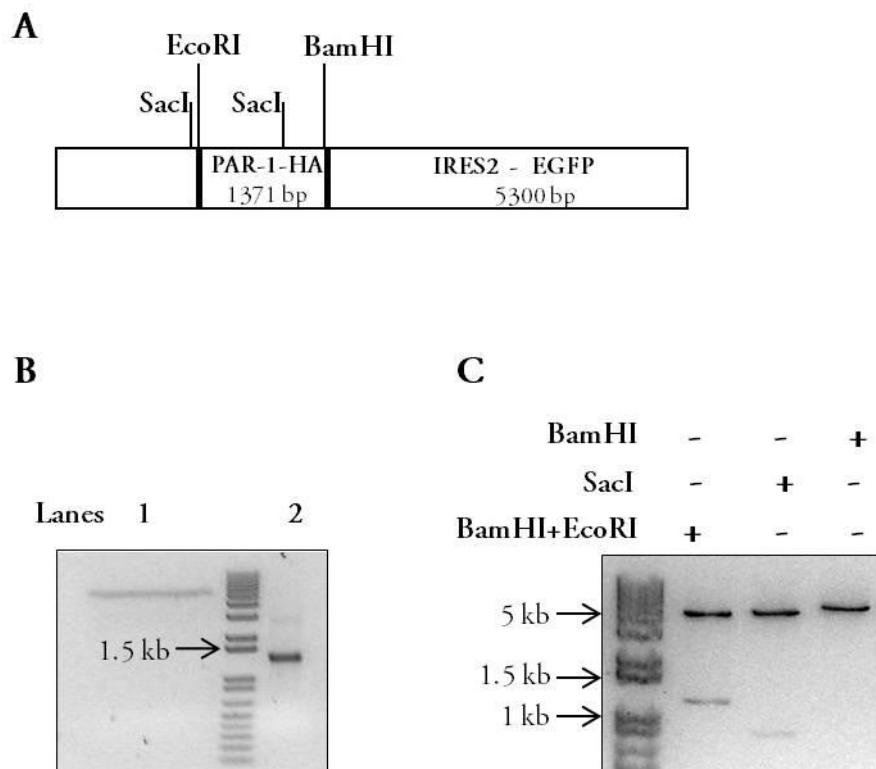 A
EcoRI BamHI
SacI SacI
PAR-1-HA IRES2 - EGFP
1371 bp 5300 bp
B C
BamHI - - +
SacI - + -
BamHI+EcoRI + - -
Lanes 1 2
1.5 kb
5 kb
1.5 kb
1 kb